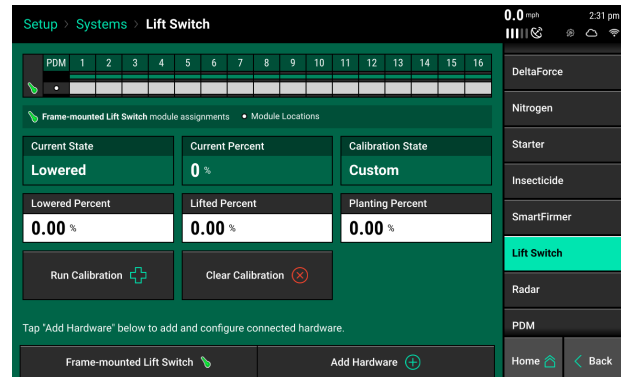 Setup > Systems > Lift Switch
0.0 mph
2:31 pm
PDM 1 2 3 4 5 6 7 8 9 10 11 12 13 14 15 16
Frame-mounted Lift Switch module assignments • Module Locations
Current State
Lowered
Current Percent
0 %
Calibration State
Custom
Lowered Percent
0.00 %
Lifted Percent
0.00 %
Planting Percent
0.00 %
Run Calibration
Clear Calibration
Tap "Add Hardware" below to add and configure connected hardware.
Frame-mounted Lift Switch
Add Hardware
DeltaForce
Nitrogen
Starter
Insecticide
SmartFirmer
Lift Switch
Radar
PDM
Home
< Back